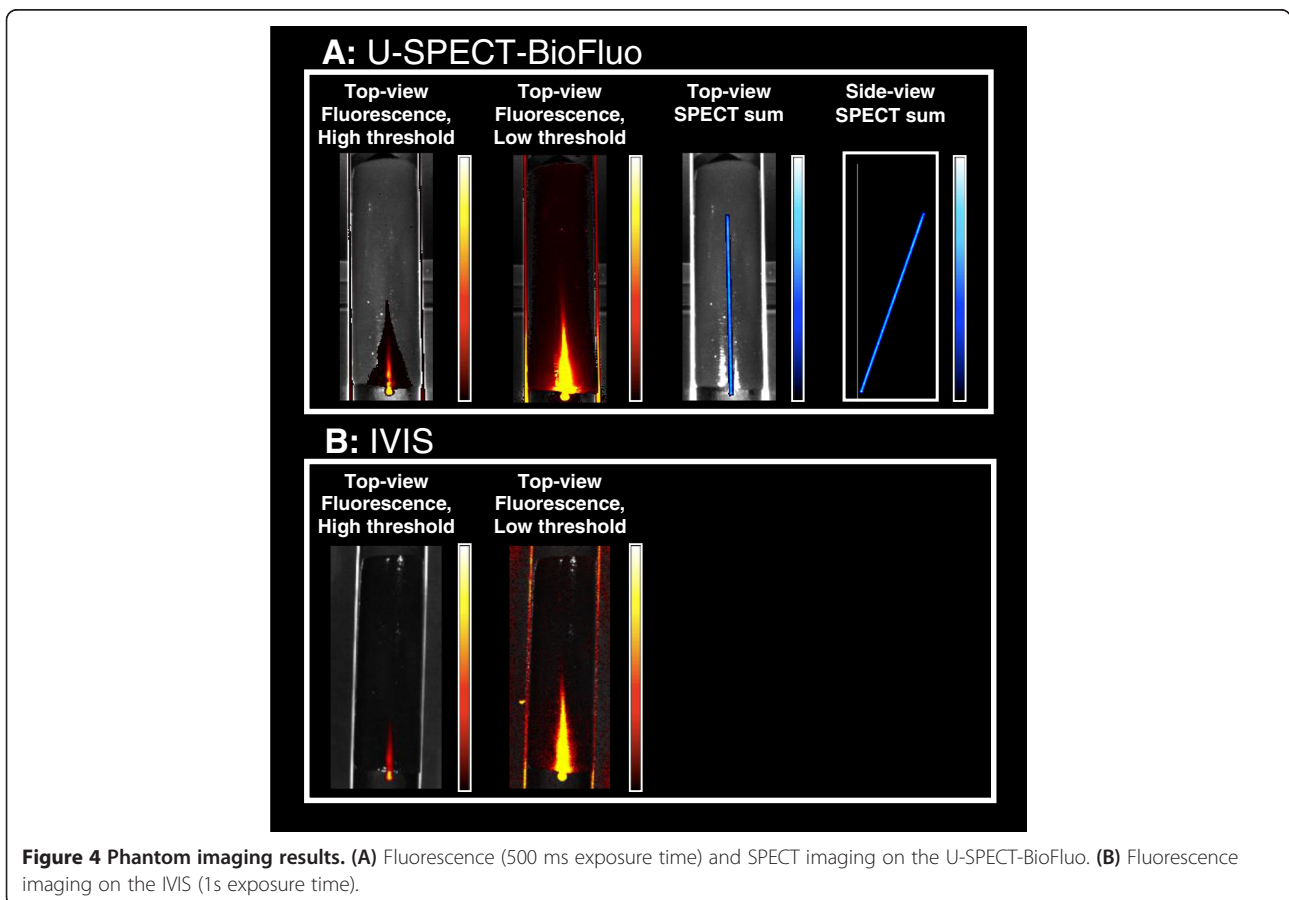 A: U-SPECT-BioFluo
Top-view
Fluorescence,
High threshold
Top-view
Fluorescence,
Low threshold
Top-view
SPECT sum
Side-view
SPECT sum
B: IVIS
Top-view
Fluorescence,
High threshold
Top-view
Fluorescence,
Low threshold
Figure 4 Phantom imaging results. (A) Fluorescence (500 ms exposure time) and SPECT imaging on the U-SPECT-BioFluo. (B) Fluorescence
imaging on the IVIS (1s exposure time).